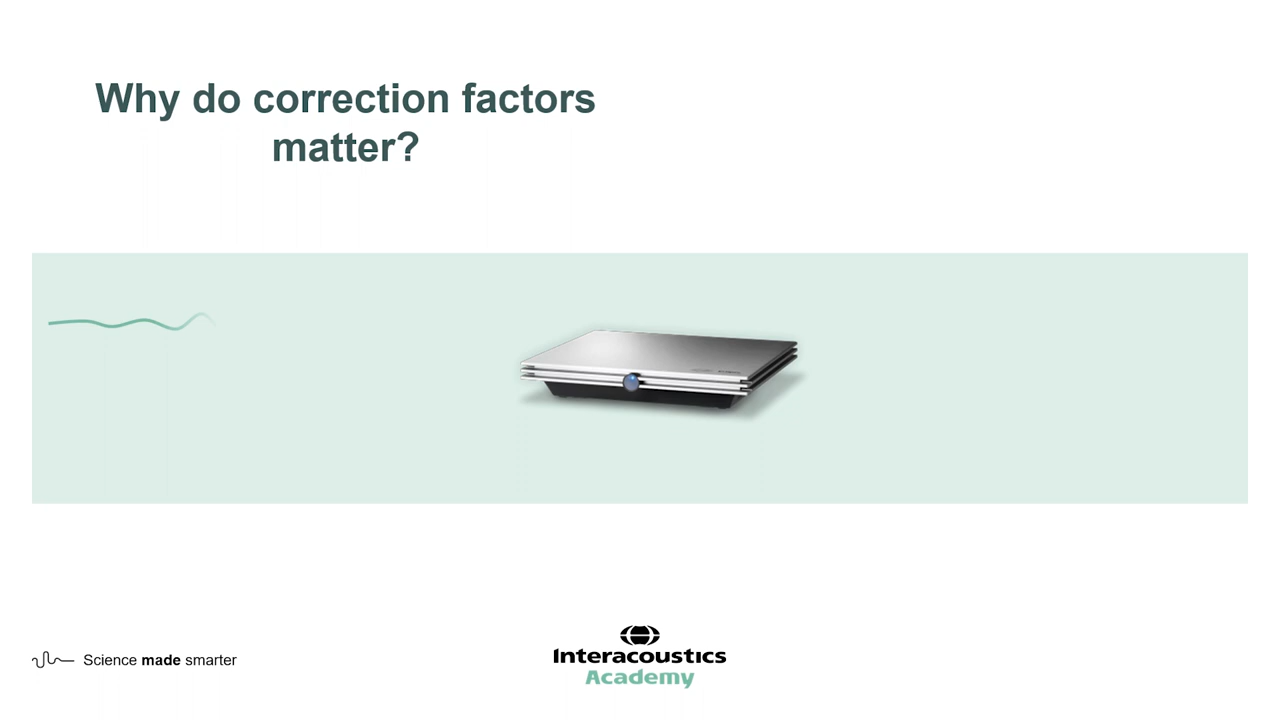 Why do correction factors
matter?
Science made smarter
Interacoustics
Academy